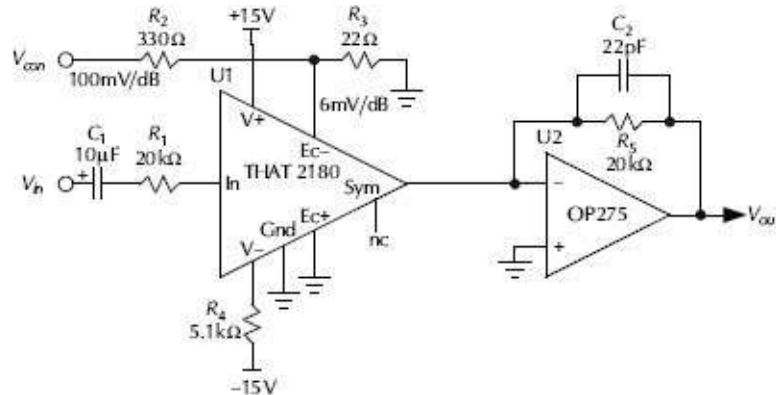 R2
330Ω
+15V
R3
22Ω
C2
22pF
Vcon
100mV/dB
U1
6mV/dB
V+
Ec−
C1
10µF
R1
20kΩ
U2
R5
20kΩ
Vin
+
In
THAT 2180
Sym
−
OP275
Vou
Gnd
Ec+
V−
nc
+
R4
5.1kΩ
−15V